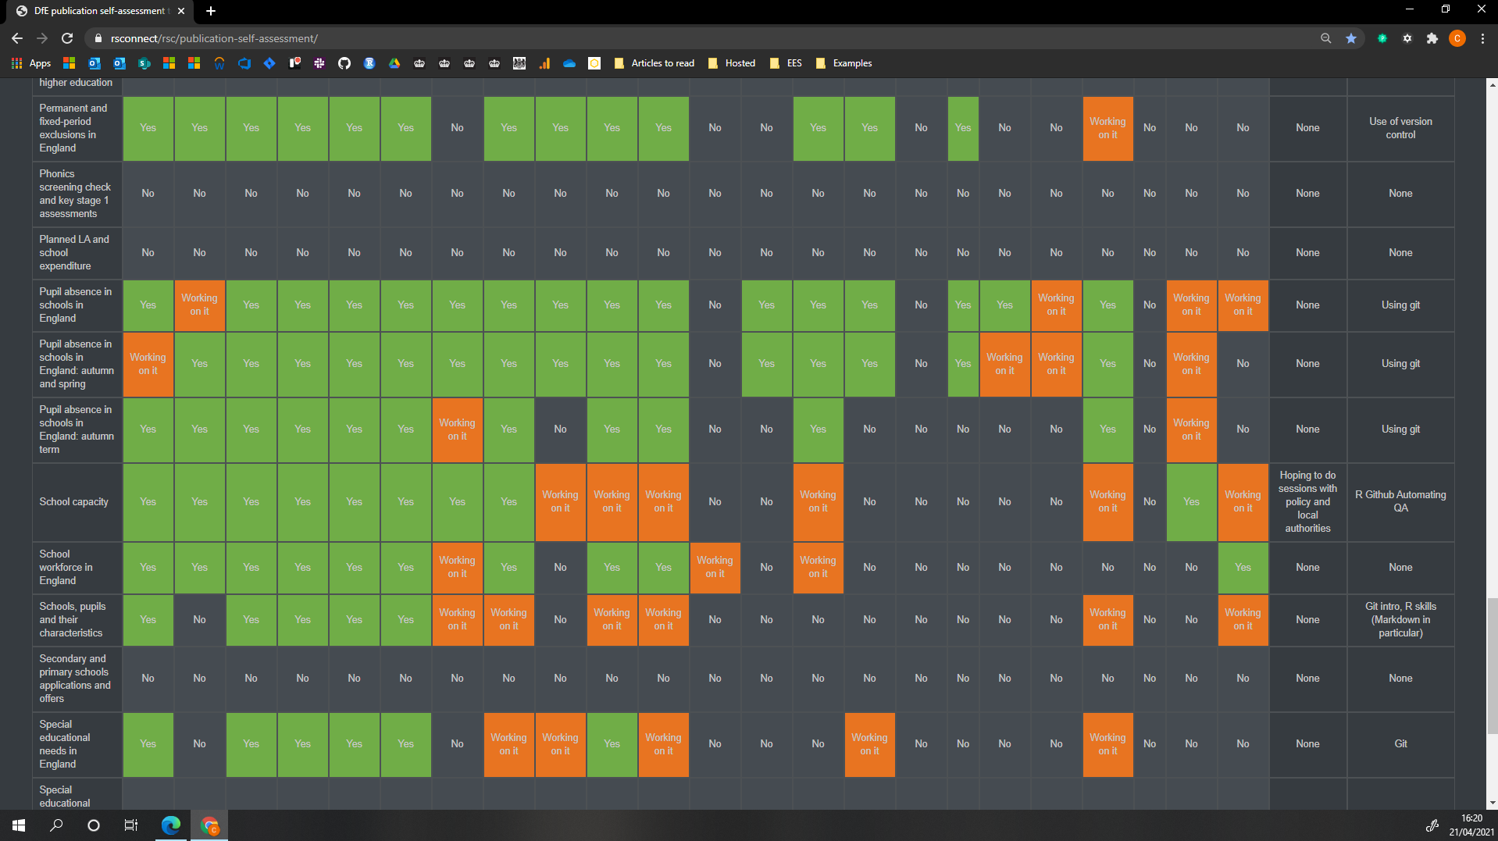 DfE publication self-assessment t
rsconnect/rsc/publication-self-assessment/
Apps Articles to read Hosted EES Examples
higher education
Permanent and
fixed-period
exclusions in
England
Yes Yes Yes Yes Yes Yes No Yes Yes Yes Yes No No Yes Yes No Yes No No Working on it No No No None Use of version control
Phonics
screening check
and key stage 1
assessments
No No No No No No No No No No No No No No No No No No No No No No No None None
Planned LA and
school
expenditure
No No No No No No No No No No No No No No No No No No No No No No No None None
Pupil absence in
schools in
England
Yes Working on it Yes Yes Yes Yes Yes Yes Yes Yes Yes No Yes Yes Yes No Yes Yes Working on it Yes No Working on it Working on it None Using git
Pupil absence in
schools in
England: autumn
and spring
Working on it Yes Yes Yes Yes Yes Yes Yes Yes Yes Yes No Yes Yes Yes No Yes Working on it Working on it Yes No Working on it No None Using git
Pupil absence in
schools in
England: autumn
term
Yes Yes Yes Yes Yes Yes Working on it Yes No Yes Yes No No Yes No No No No No Yes No Working on it No None Using git
School capacity
Yes Yes Yes Yes Yes Yes Yes Yes Working on it Working on it Working on it No No Working on it No No No No No Working on it No Yes Working on it Hoping to do sessions with policy and local authorities R Github Automating QA
School
workforce in
England
Yes Yes Yes Yes Yes Yes Working on it Yes No Yes Yes Working on it No Working on it No No No No No No No No Yes None None
Schools, pupils
and their
characteristics
Yes No Yes Yes Yes Yes Working on it Working on it No Working on it Working on it No No No No No No No No Working on it No No Working on it None Git intro, R skills (Markdown in particular)
Secondary and
primary schools
applications and
offers
No No No No No No No No No No No No No No No No No No No No No No No None None
Special
educational
needs in
England
Yes No Yes Yes Yes Yes No Working on it Working on it Yes Working on it No No No Working on it No No No No Working on it No No No None Git
Special
educational
16:20
21/04/2021